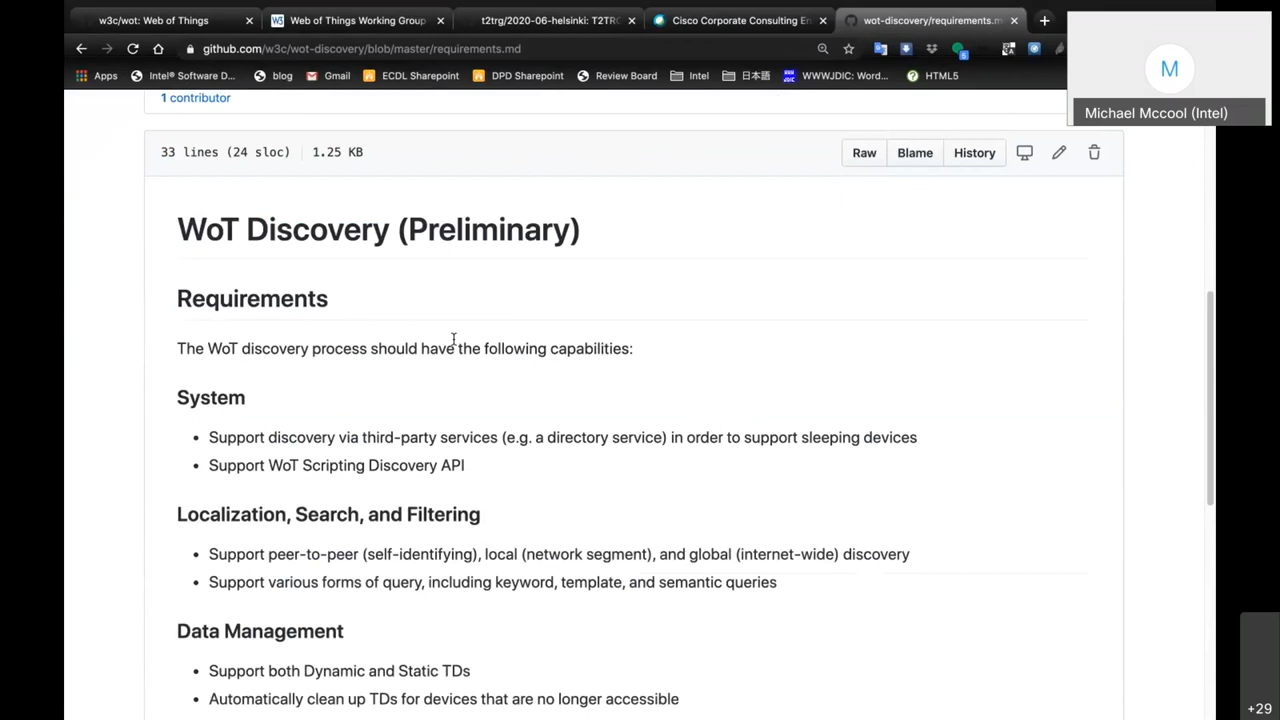 w3c/wot: Web of Things
Web of Things Working Group
t2trg/2020-06-helsinki: T2TRG
Cisco Corporate Consulting En
wot-discovery/requirements.m
github.com/w3c/wot-discovery/blob/master/requirements.md
Apps
Intel® Software D...
blog
Gmail
ECDL Sharepoint
DPD Sharepoint
Review Board
Intel
日本語
WWWJDIC: Wor...
HTML5
M
Michael Mccool (Intel)
1 contributor
33 lines (24 sloc) 1.25 KB
Raw
Blame
History
WoT Discovery (Preliminary)
Requirements
The WoT discovery process should have the following capabilities:
System
• Support discovery via third-party services (e.g. a directory service) in order to support sleeping devices
• Support WoT Scripting Discovery API
Localization, Search, and Filtering
• Support peer-to-peer (self-identifying), local (network segment), and global (internet-wide) discovery
• Support various forms of query, including keyword, template, and semantic queries
Data Management
• Support both Dynamic and Static TDs
• Automatically clean up TDs for devices that are no longer accessible
+29